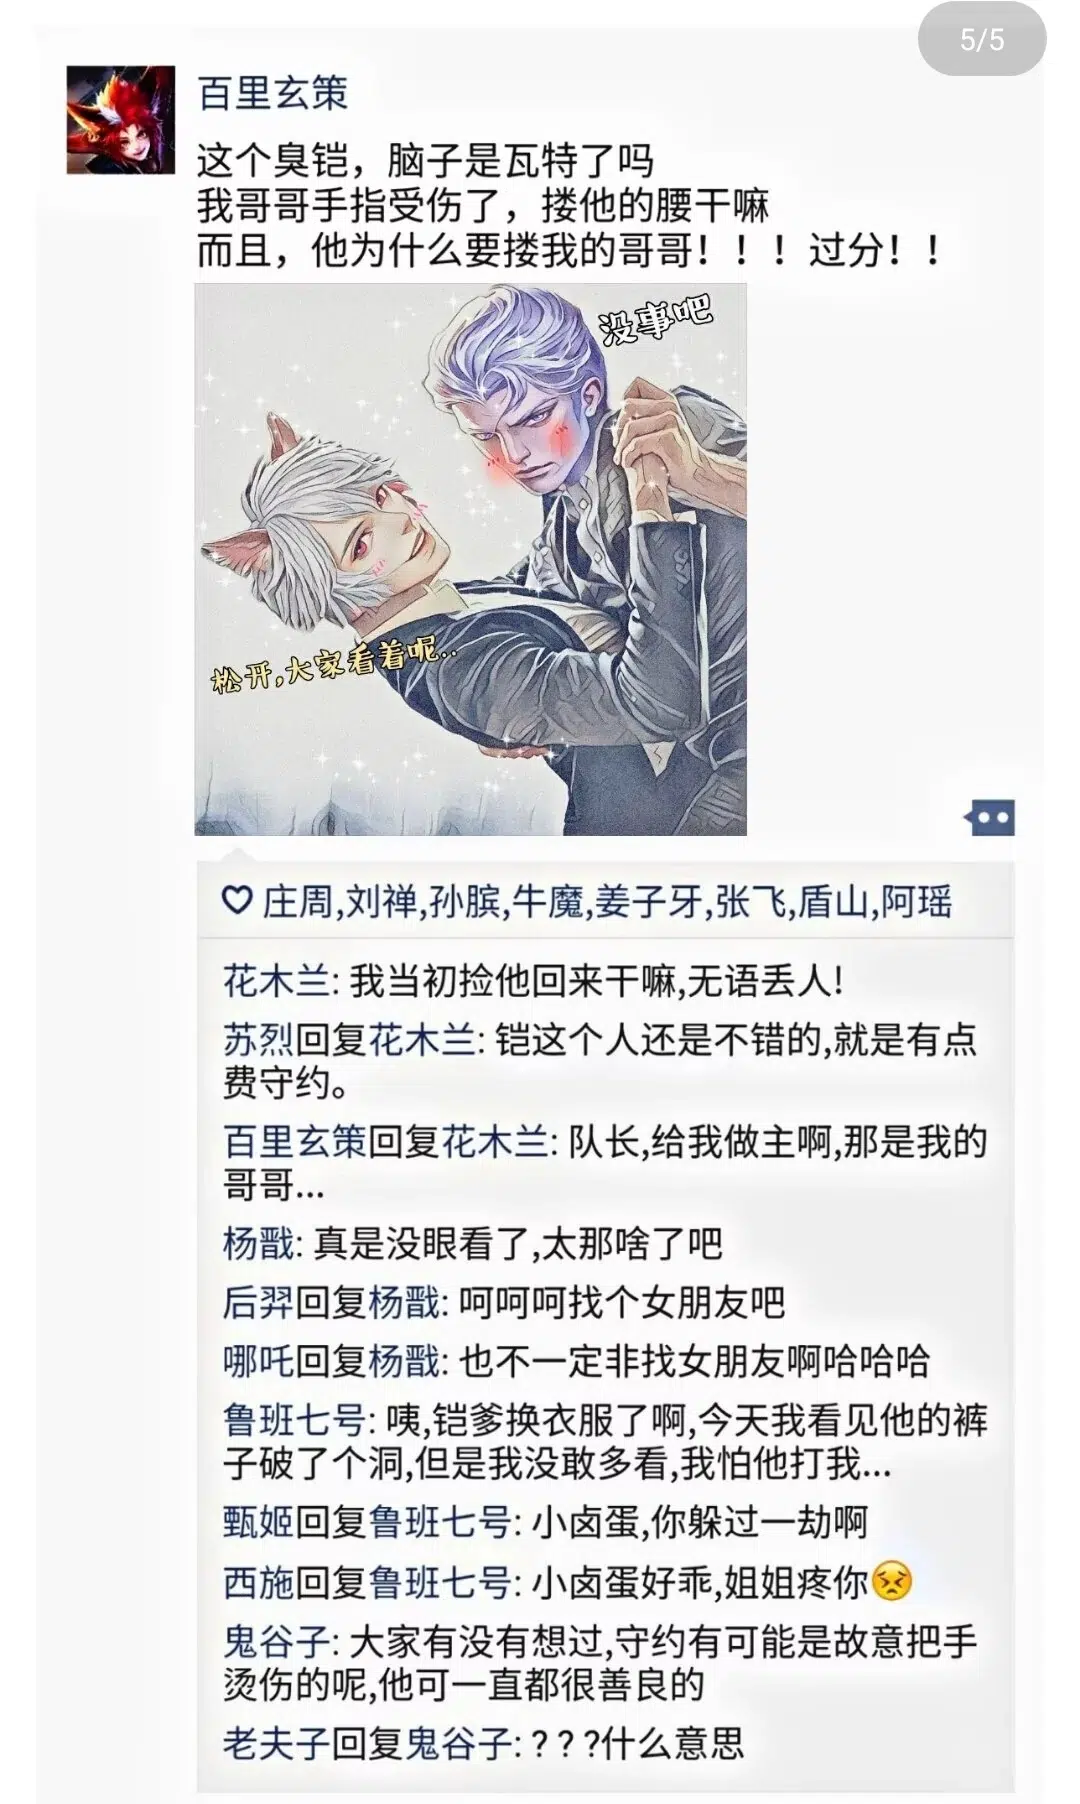 5/5
百里玄策
这个臭铠，脑子是瓦特了吗
我哥哥手指受伤了，搂他的腰干嘛
而且，他为什么要搂我的哥哥！！！过分！！
没事吧
松开,大家看着呢..
庄周,刘禅,孙膑,牛魔,姜子牙,张飞,盾山,阿瑶
花木兰: 我当初捡他回来干嘛,无语丢人!
苏烈回复花木兰: 铠这个人还是不错的,就是有点
费守约。
百里玄策回复花木兰: 队长,给我做主啊,那是我的
哥哥...
杨戬: 真是没眼看了,太那啥了吧
后羿回复杨戬: 呵呵呵找个女朋友吧
哪吒回复杨戬: 也不一定非找女朋友啊哈哈哈
鲁班七号: 咦,铠爹换衣服了啊,今天我看见他的裤
子破了个洞,但是我没敢多看,我怕他打我...
甄姬回复鲁班七号: 小卤蛋,你躲过一劫啊
西施回复鲁班七号: 小卤蛋好乖,姐姐疼你😣
鬼谷子: 大家有没有想过,守约有可能是故意把手
烫伤的呢,他可一直都很善良的
老夫子回复鬼谷子: ? ? ?什么意思